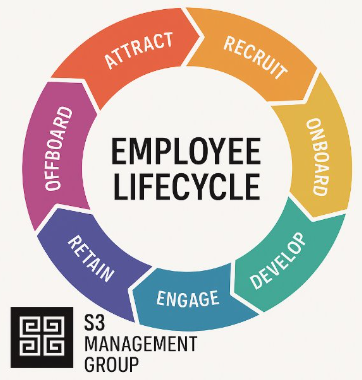 ATTRACT
RECRUIT
ONBOARD
DEVELOP
ENGAGE
RETAIN
OFFBOARD
EMPLOYEE
LIFECYCLE
S3
MANAGEMENT
GROUP